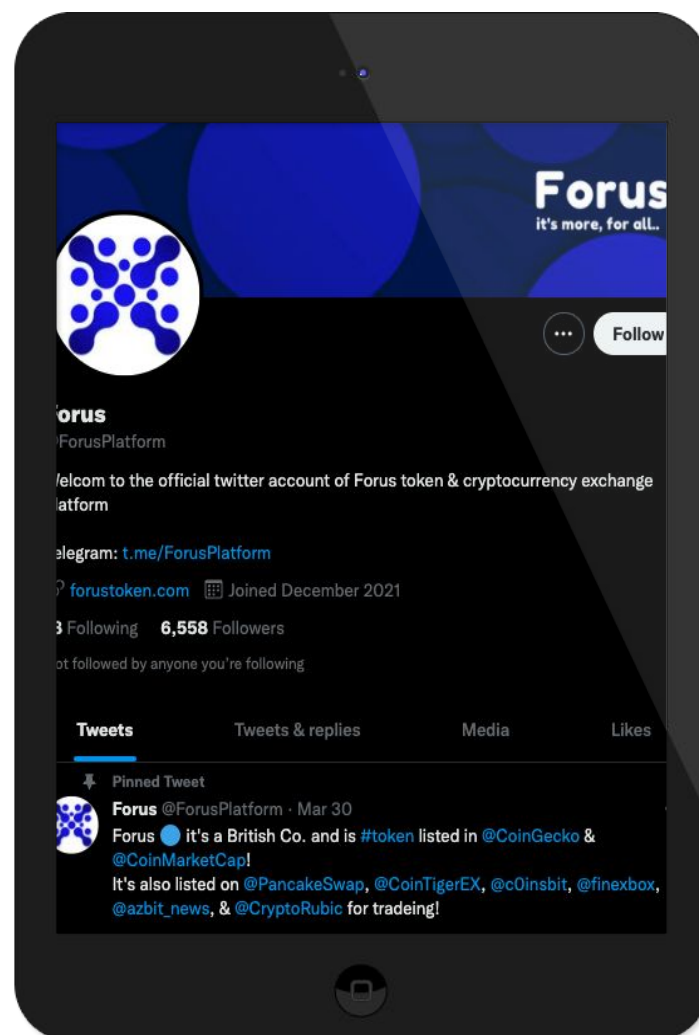 Forus
it's more, for all..
Follow
orus
ForusPlatform
elcom to the official twitter account of Forus token & cryptocurrency exchange
latform
elegram: t.me/ForusPlatform
forustoken.com Joined December 2021
3 Following 6,558 Followers
ot followed by anyone you're following
Tweets Tweets & replies Media Likes
Pinned Tweet
Forus @ForusPlatform · Mar 30
Forus 🔵 it's a British Co. and is #token listed in @CoinGecko &
@CoinMarketCap!
It's also listed on @PancakeSwap, @CoinTigerEX, @c0insbit, @finexbox,
@azbit_news, & @CryptoRubic for tradeing!